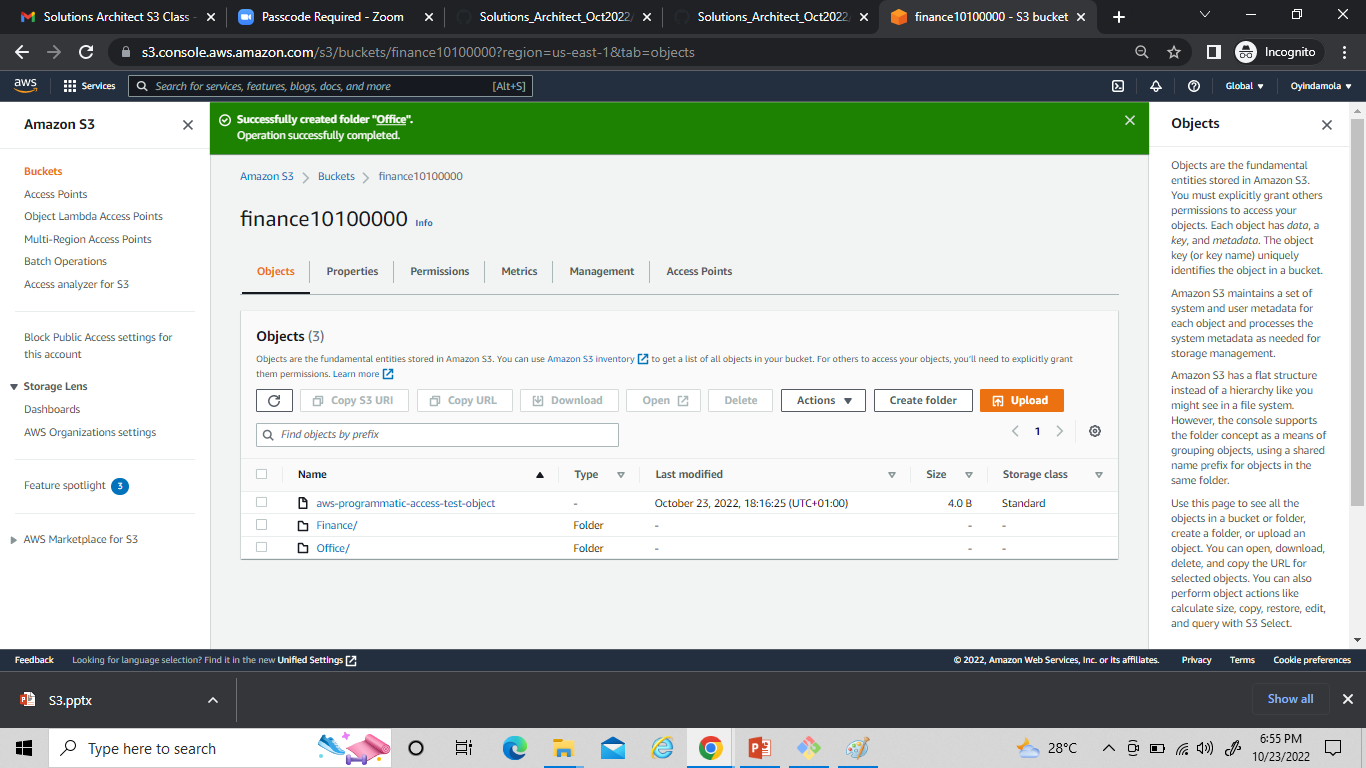 Solutions Architect S3 Class -
Passcode Required - Zoom
Solutions_Architect_Oct2022/
Solutions_Architect_Oct2022/
finance10100000 - S3 bucket
s3.console.aws.amazon.com/s3/buckets/finance10100000?region=us-east-1&tab=objects
Incognito
aws
Services
Search for services, features, blogs, docs, and more
[Alt+S]
Global
Oyindamola
Amazon S3
Buckets
Access Points
Object Lambda Access Points
Multi-Region Access Points
Batch Operations
Access analyzer for S3
Block Public Access settings for
this account
Storage Lens
Dashboards
AWS Organizations settings
Feature spotlight 3
AWS Marketplace for S3
Successfully created folder "Office".
Operation successfully completed.
Amazon S3 Buckets finance10100000
finance10100000 Info
Objects Properties Permissions Metrics Management Access Points
Objects (3)
Objects are the fundamental entities stored in Amazon S3. You can use Amazon S3 inventory to get a list of all objects in your bucket. For others to access your objects, you'll need to explicitly grant
them permissions. Learn more
Copy S3 URI Copy URL Download Open Delete Actions Create folder Upload
Find objects by prefix
1
Name Type Last modified Size Storage class
aws-programmatic-access-test-object - October 23, 2022, 18:16:25 (UTC+01:00) 4.0 B Standard
Finance/ Folder - - -
Office/ Folder - - -
Objects
Objects are the fundamental
entities stored in Amazon S3.
You must explicitly grant others
permissions to access your
objects. Each object has data, a
key, and metadata. The object
key (or key name) uniquely
identifies the object in a bucket.
Amazon S3 maintains a set of
system and user metadata for
each object and processes the
system metadata as needed for
storage management.
Amazon S3 has a flat structure
instead of a hierarchy like you
might see in a file system.
However, the console supports
the folder concept as a means of
grouping objects, using a shared
name prefix for objects in the
same folder.
Use this page to see all the
objects in a bucket or folder,
create a folder, or upload an
object. You can open, download,
delete, and copy the URL for
selected objects. You can also
perform object actions like
calculate size, copy, restore, edit,
and query with S3 Select.
Feedback Looking for language selection? Find it in the new Unified Settings
© 2022, Amazon Web Services, Inc. or its affiliates. Privacy Terms Cookie preferences
S3.pptx
Show all
Type here to search
28°C
6:55 PM
10/23/2022